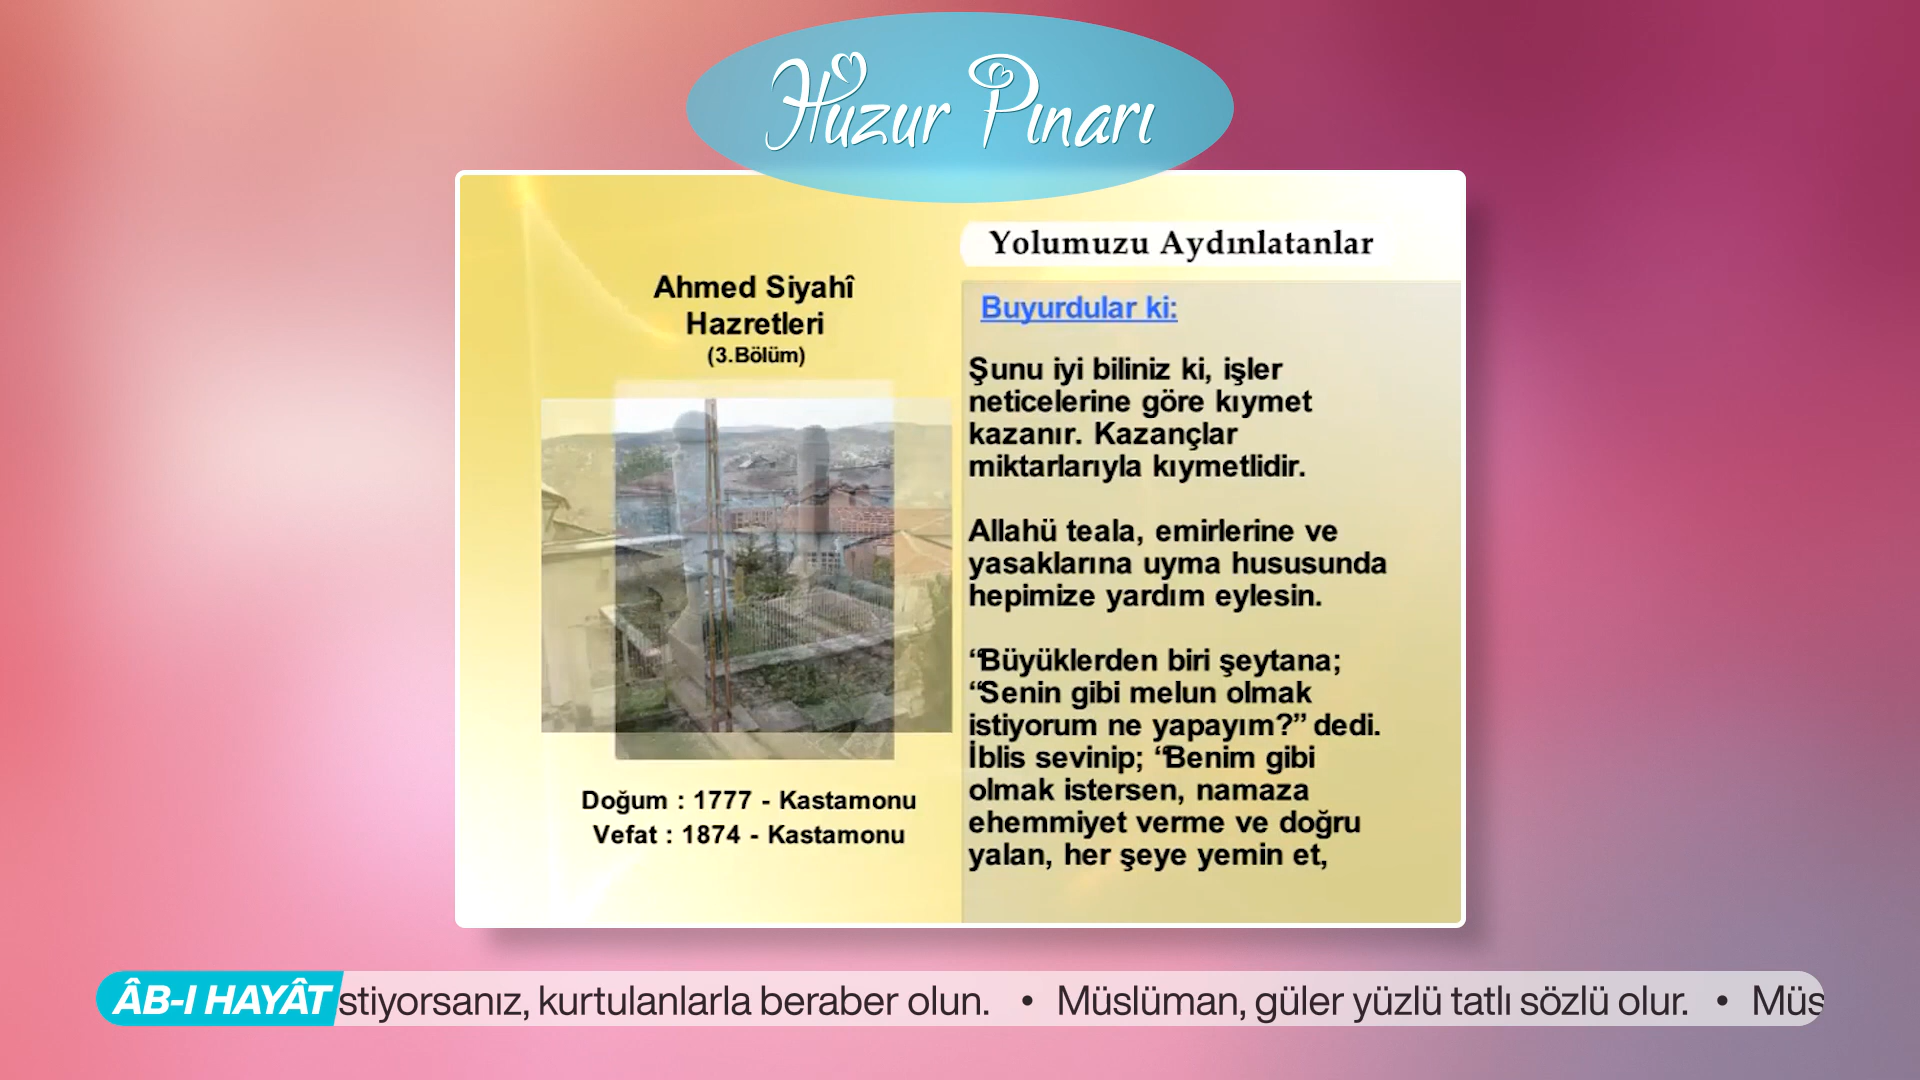 Huzur Pınarı
Yolumuzu Aydınlatanlar
Ahmed Siyahî
Hazretleri
(3.Bölüm)
Doğum : 1777 - Kastamonu
Vefat : 1874 - Kastamonu
Buyurdular ki:
Şunu iyi biliniz ki, işler
neticelerine göre kıymet
kazanır. Kazançlar
miktarlarıyla kıymetlidir.
Allahü teala, emirlerine ve
yasaklarına uyma hususunda
hepimize yardım eylesin.
“Büyüklerden biri şeytana;
“Senin gibi melun olmak
istiyorum ne yapayım?” dedi.
İblis sevinip; “Benim gibi
olmak istersen, namaza
ehemmiyet verme ve doğru
yalan, her şeye yemin et,
ÂB-I HAYÂT
stiyorsanız, kurtulanlarla beraber olun. • Müslüman, güler yüzlü tatlı sözlü olur. • Müs